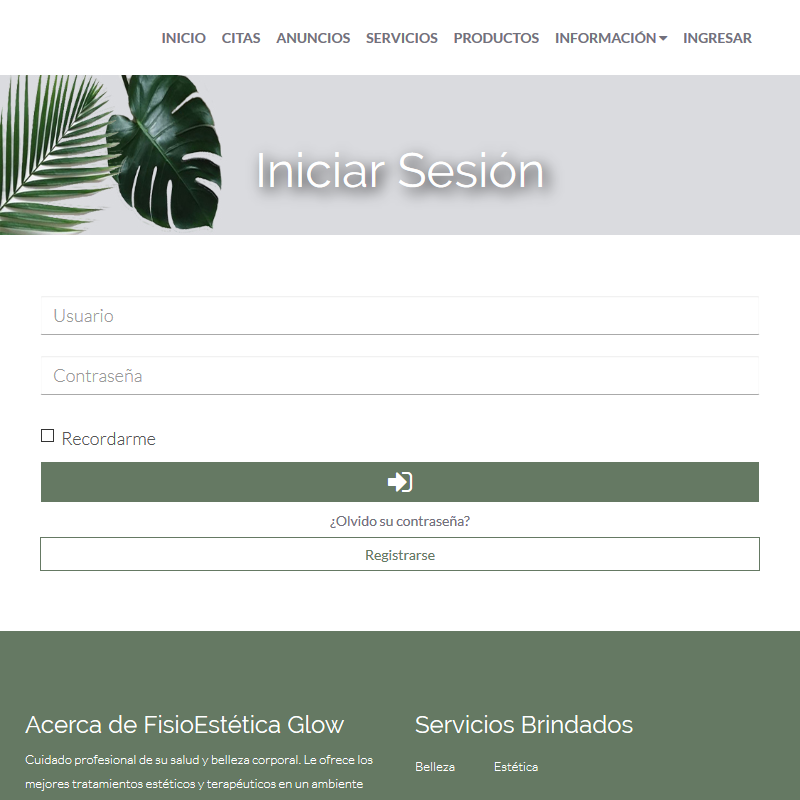 INICIO CITAS ANUNCIOS SERVICIOS PRODUCTOS INFORMACIÓN INGRESAR
Iniciar Sesión
Usuario
Contraseña
Recordarme
¿Olvido su contraseña?
Registrarse
Acerca de FisioEstética Glow
Cuidado profesional de su salud y belleza corporal. Le ofrece los
mejores tratamientos estéticos y terapéuticos en un ambiente
Servicios Brindados
Belleza Estética